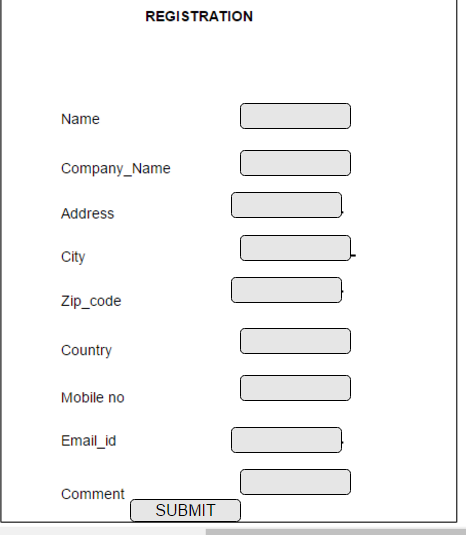 REGISTRATION
Name
Company_Name
Address
City
Zip_code
Country
Mobile no
Email_id
Comment
SUBMIT